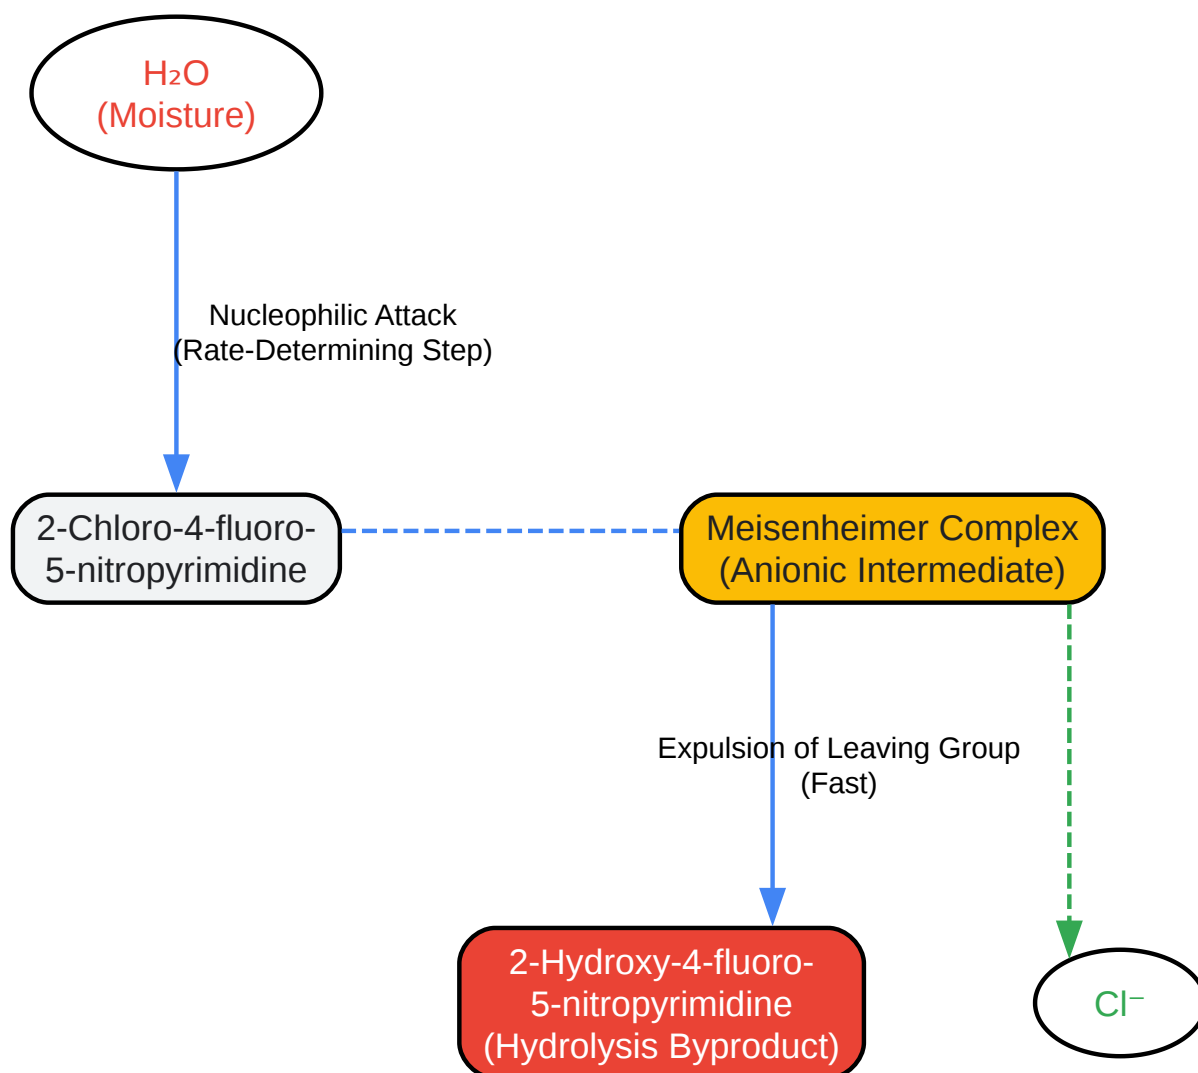 H₂O
(Moisture)
Nucleophilic Attack
(Rate-Determining Step)
2-Chloro-4-fluoro-
5-nitropyrimidine
Meisenheimer Complex
(Anionic Intermediate)
Expulsion of Leaving Group
(Fast)
2-Hydroxy-4-fluoro-
5-nitropyrimidine
(Hydrolysis Byproduct)
Cl⁻